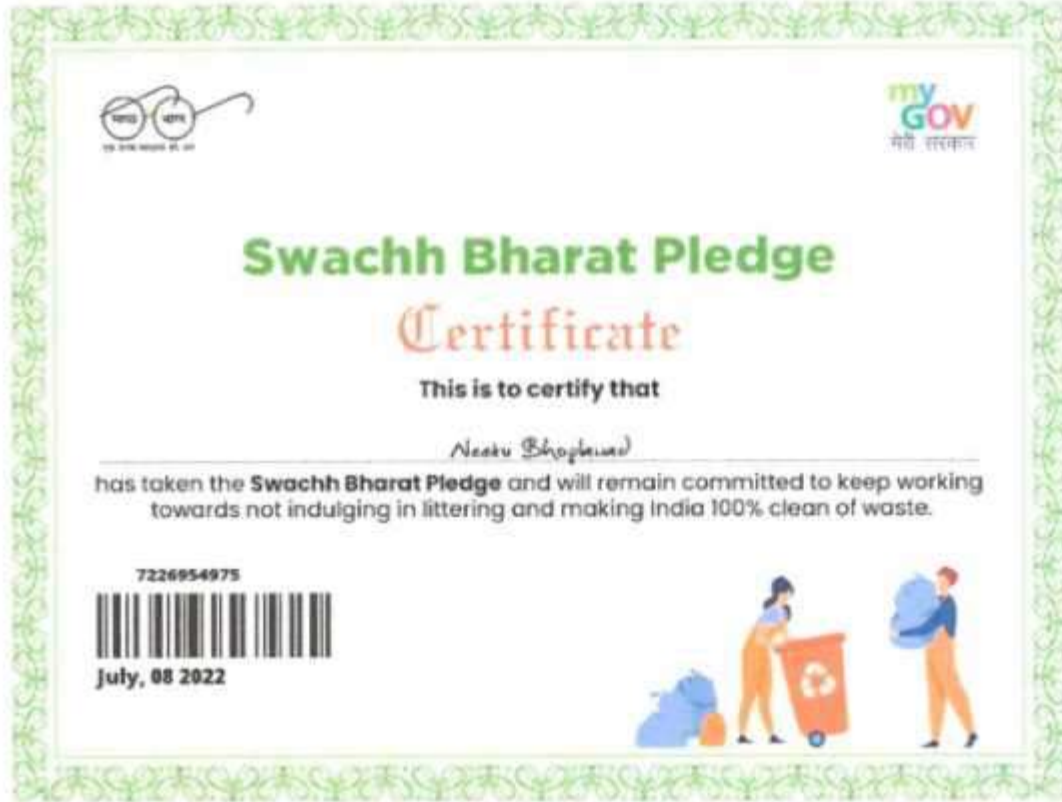 my
GOV
मेरी सरकार
Swachh Bharat Pledge
Certificate
This is to certify that
has taken the Swachh Bharat Pledge and will remain committed to keep working
towards not indulging in littering and making India 100% clean of waste.
7226954975
July, 08 2022